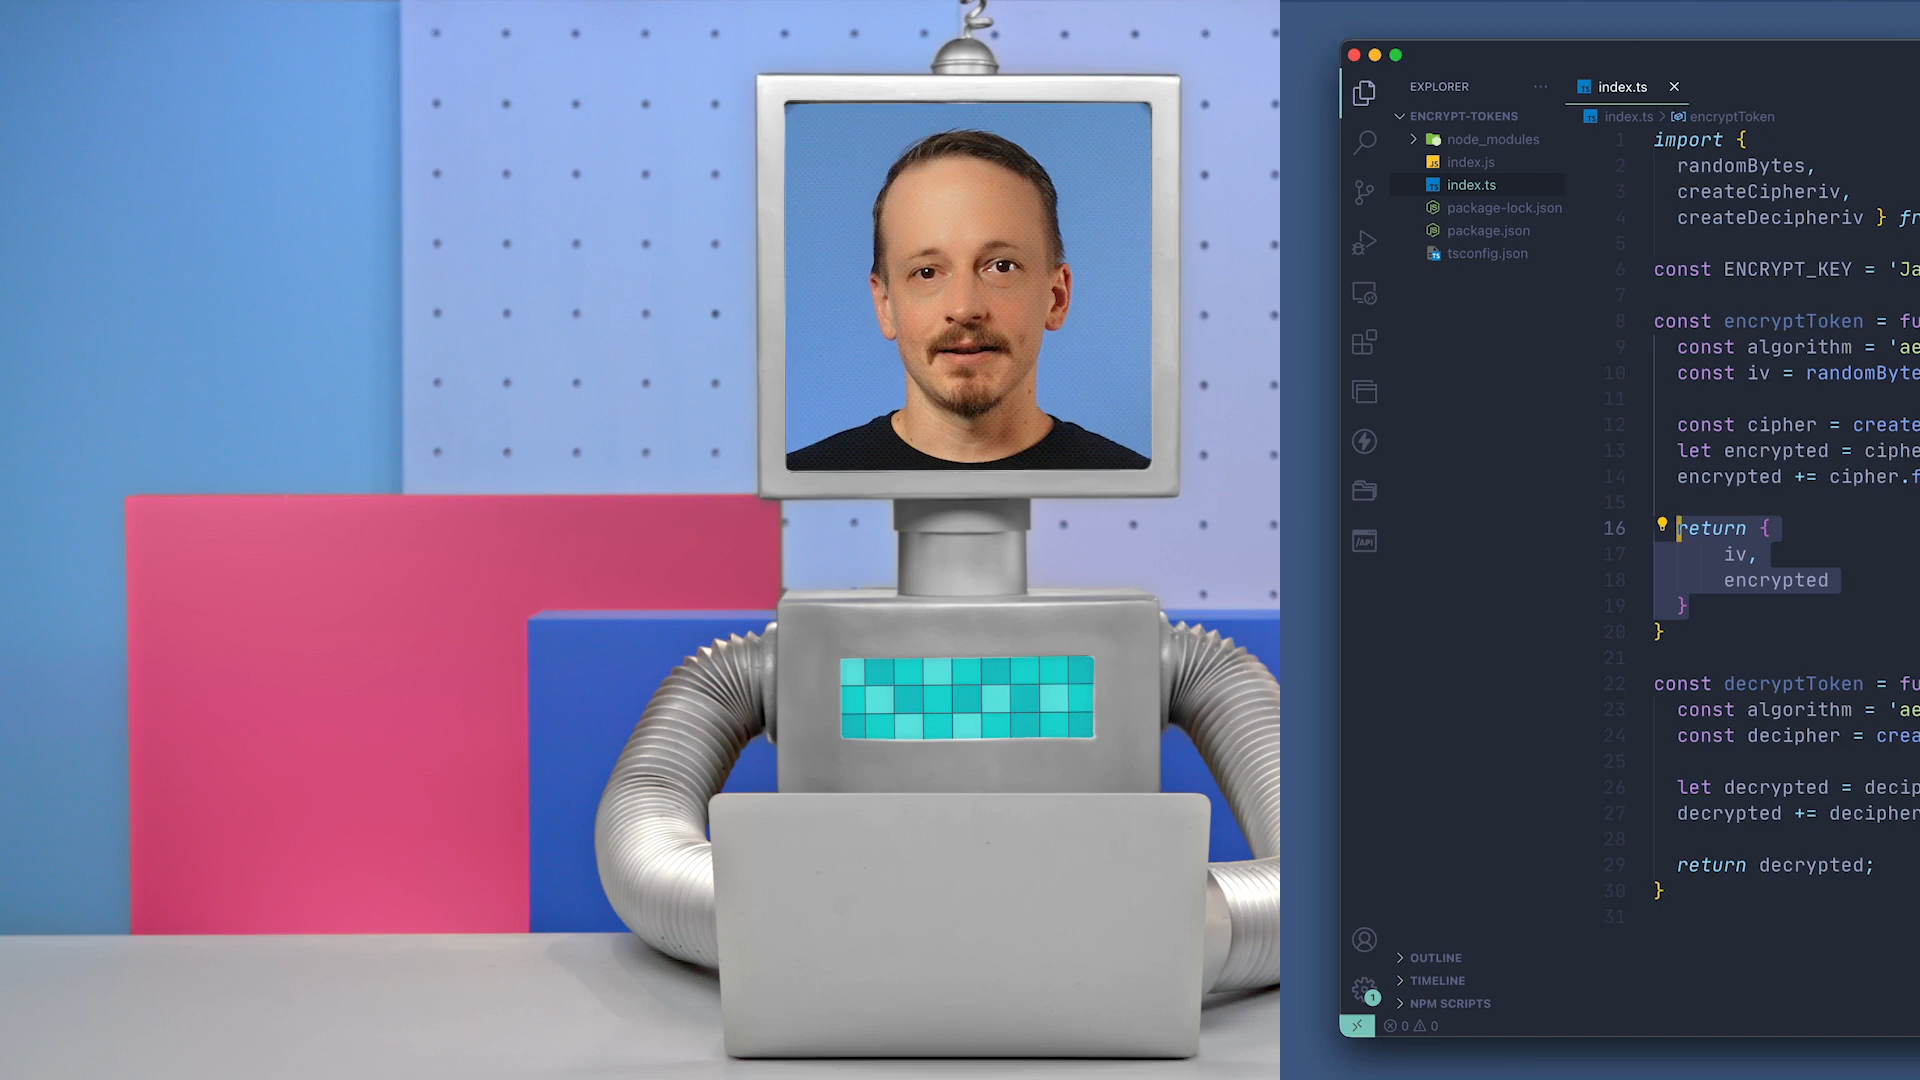 EXPLORER
index.ts
ENCRYPT-TOKENS
index.ts > encryptToken
node_modules
index.js
index.ts
package-lock.json
package.json
tsconfig.json
1 import {
2 randomBytes,
3 createCipheriv,
4 createDecipheriv }
5
6 const ENCRYPT_KEY = 'Ja
7
8 const encryptToken = fu
9 const algorithm = 'ae
10 const iv = randomByte
11
12 const cipher = create
13 let encrypted = ciphe
14 encrypted += cipher.f
15
16 return {
17 iv,
18 encrypted
19 }
20 }
21
22 const decryptToken = fu
23 const algorithm = 'ae
24 const decipher = crea
25
26 let decrypted = decip
27 decrypted += decipher
28
29 return decrypted;
30 }
31
/API
OUTLINE
TIMELINE
NPM SCRIPTS
1
0 0